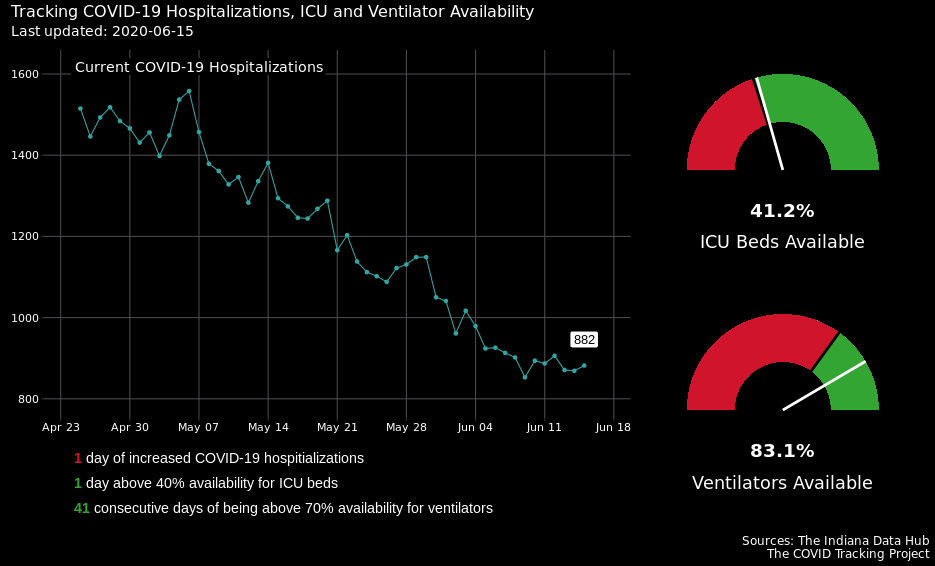 Tracking COVID-19 Hospitalizations, ICU and Ventilator Availability
Last updated: 2020-06-15
Current COVID-19 Hospitalizations
1600
1400
1200
1000
800
882
Apr 23
Apr 30
May 07
May 14
May 21
May 28
Jun 04
Jun 11
Jun 18
1 day of increased COVID-19 hospitializations
1 day above 40% availability for ICU beds
41 consecutive days of being above 70% availability for ventilators
41.2%
ICU Beds Available
83.1%
Ventilators Available
Sources: The Indiana Data Hub
The COVID Tracking Project